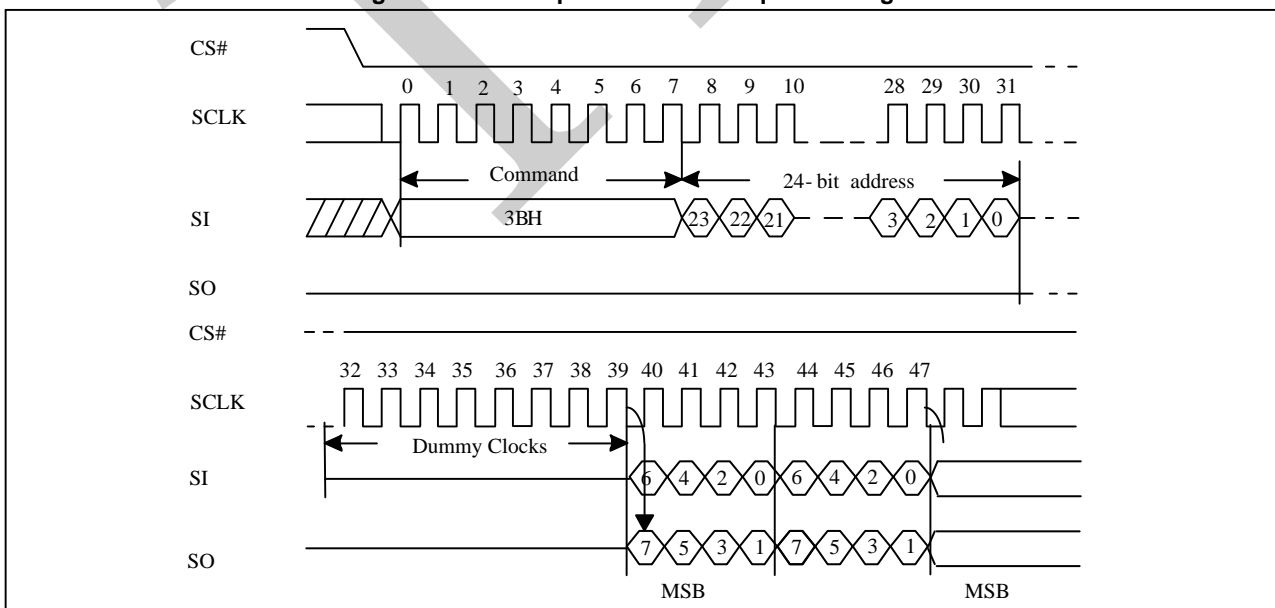 CS#
0 1 2 3 4 5 6 7 8 9 10 28 29 30 31
SCLK
Command 24- bit address
SI 3BH 23 22 21 3 2 1 0
SO
CS#
32 33 34 35 36 37 38 39 40 41 42 43 44 45 46 47
SCLK
Dummy Clocks
SI 6 4 2 0 6 4 2 0
SO 7 5 3 1 7 5 3 1
MSB MSB